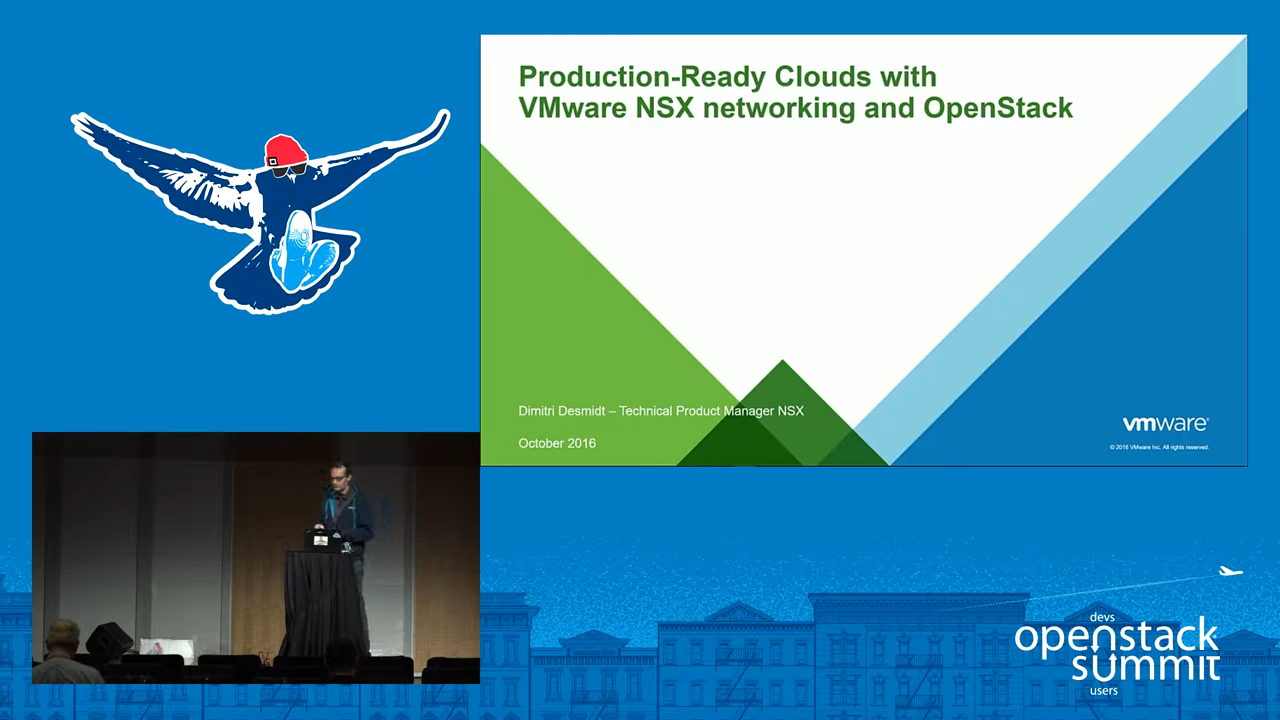 Production-Ready Clouds with
VMware NSX networking and OpenStack
Dimitri Desmidt – Technical Product Manager NSX
October 2016
vmware®
© 2016 VMware Inc. All rights reserved.
devs
openstack
summit
users